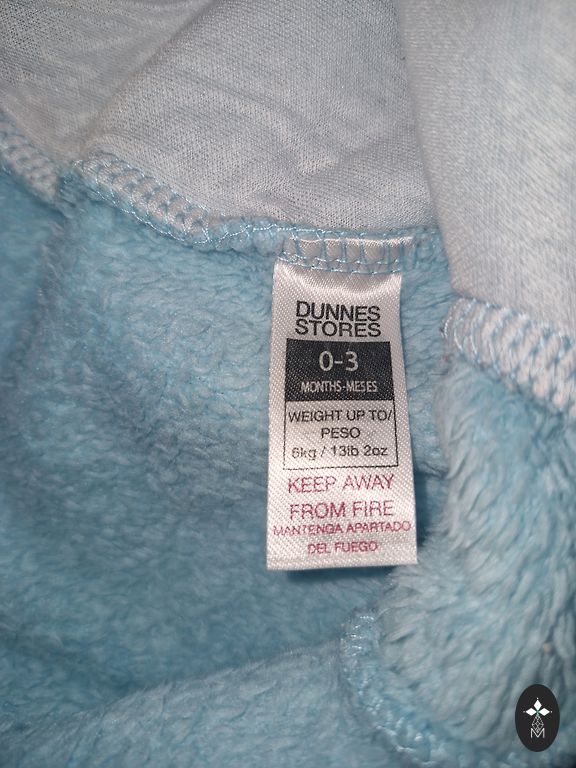 DUNNES
STORES
0-3
MONTHS-MESES
WEIGHT UP TO/
PESO
6kg / 13lb 2oz
KEEP AWAY
FROM FIRE
MANTENGA APARTADO
DEL FUEGO
M